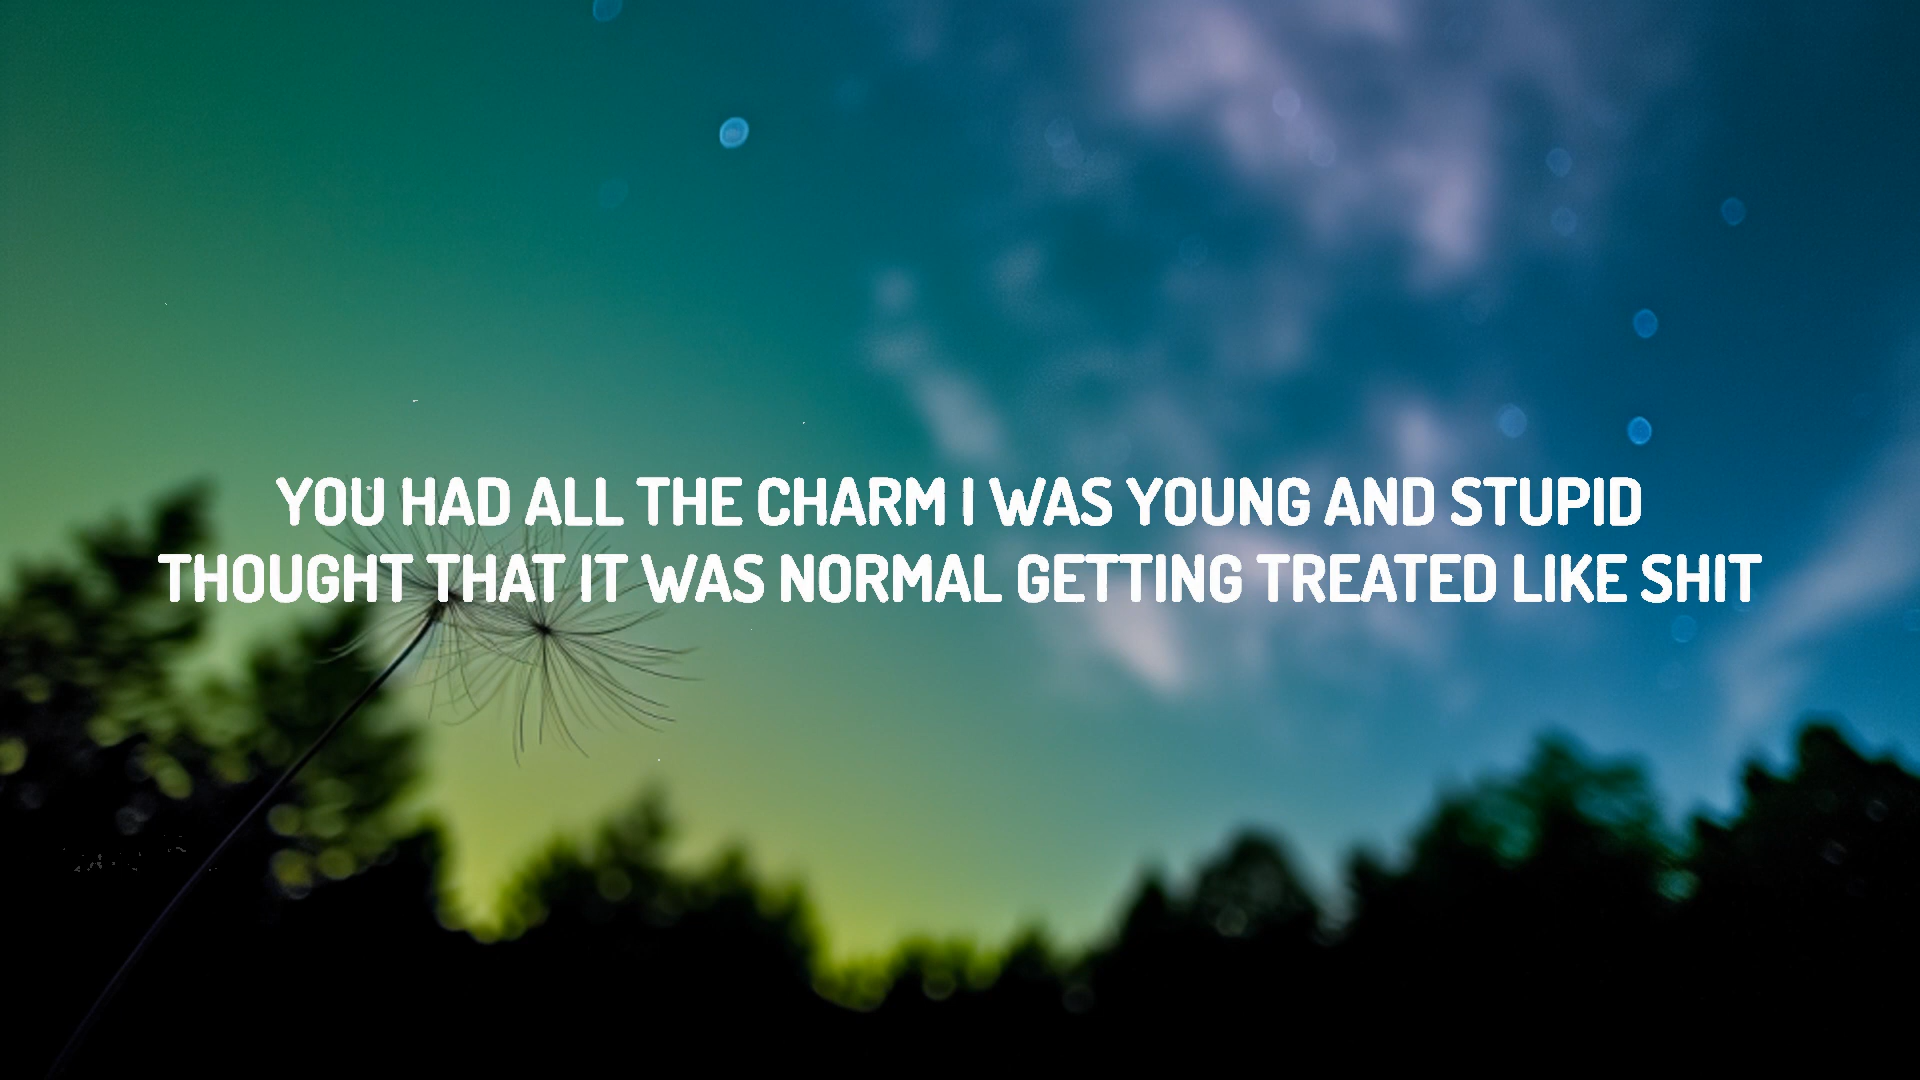 YOU HAD ALL THE CHARM I WAS YOUNG AND STUPID
THOUGHT THAT IT WAS NORMAL GETTING TREATED LIKE SHIT